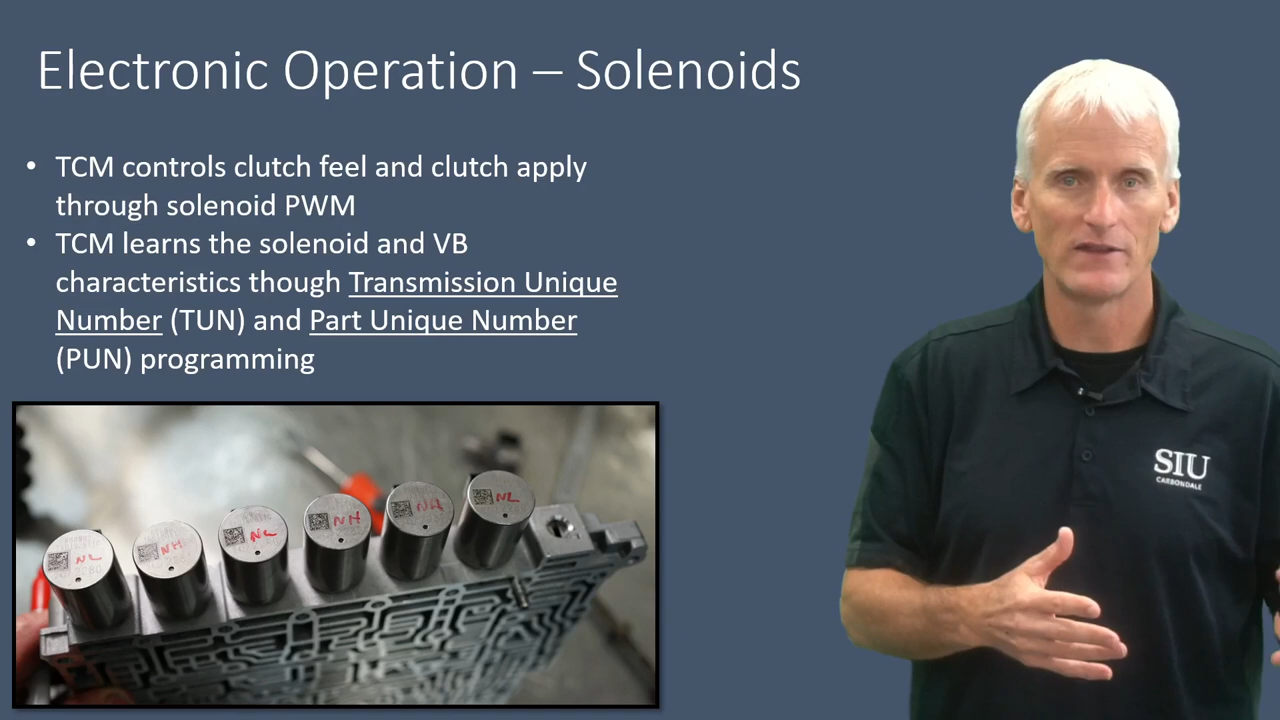 Electronic Operation – Solenoids
• TCM controls clutch feel and clutch apply
through solenoid PWM
• TCM learns the solenoid and VB
characteristics though Transmission Unique
Number (TUN) and Part Unique Number
(PUN) programming
SIU
CARBONDALE
NL
NH
NL
NH
NL